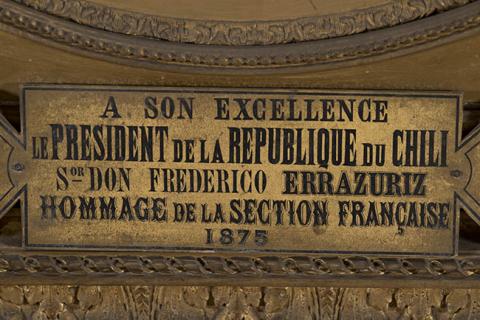 A SON EXCELLENCE
LE PRESIDENT DE LA REPUBLIQUE DU CHILI
SOR DON FREDERICO ERRAZURIZ
HOMMAGE DE LA SECTION FRANÇAISE
1875